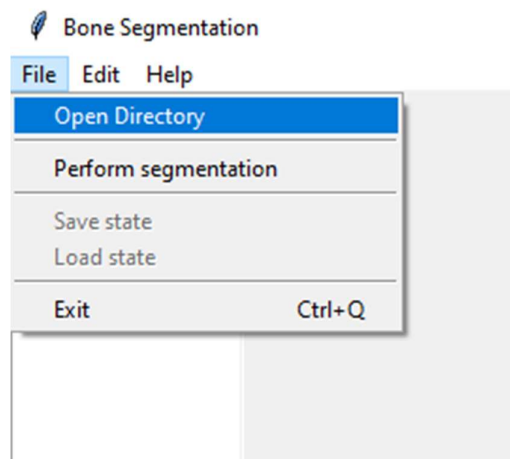 Bone Segmentation
File Edit Help
Open Directory
Perform segmentation
Save state
Load state
Exit Ctrl+Q